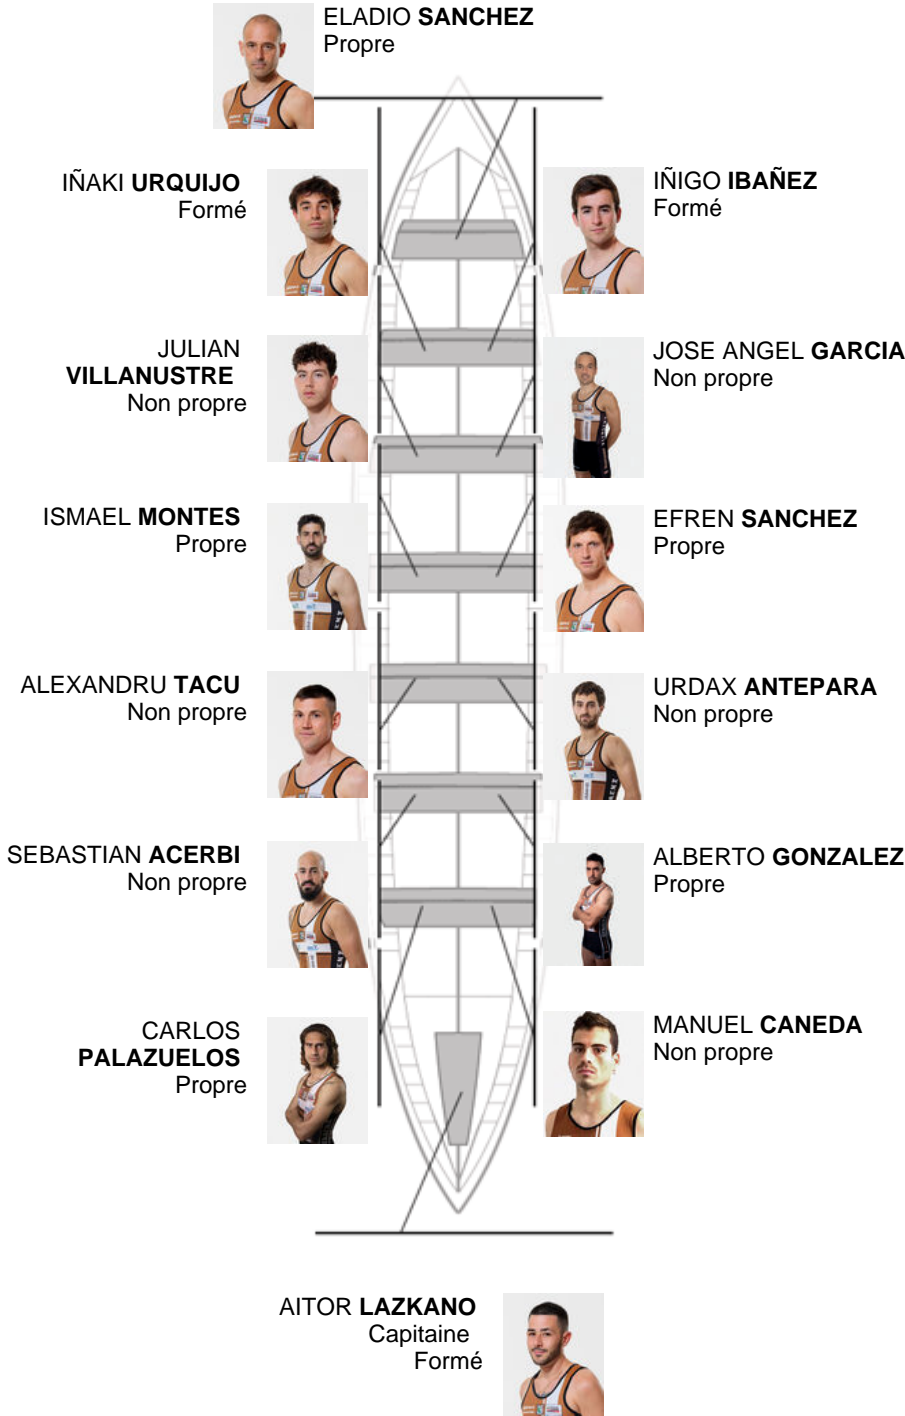 ELADIO SANCHEZ
Propre
IÑAKI URQUIJO
Formé
IÑIGO IBAÑEZ
Formé
JULIAN
VILLANUSTRE
Non propre
JOSE ANGEL GARCIA
Non propre
ISMAEL MONTES
Propre
EFREN SANCHEZ
Propre
ALEXANDRU TACU
Non propre
URDAX ANTEPARA
Non propre
SEBASTIAN ACERBI
Non propre
ALBERTO GONZALEZ
Propre
CARLOS
PALAZUELOS
Propre
MANUEL CANEDA
Non propre
AITOR LAZKANO
Capitaine
Formé